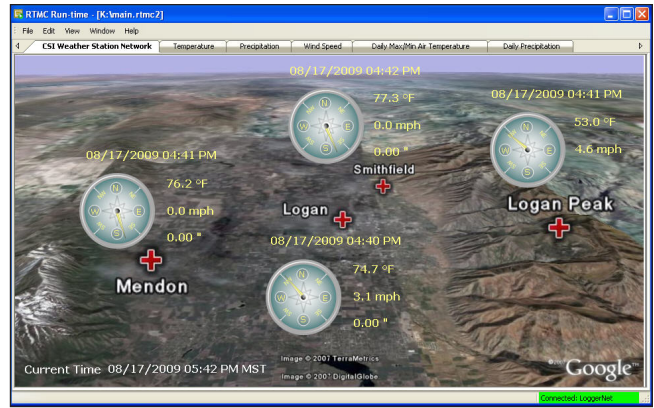 RTMC Run-time - [K:\main.rtmc2]
File Edit View Window Help
CSI Weather Station Network Temperature Precipitation Wind Speed Daily Max/Min Air Temperature Daily Precipitation
08/17/2009 04:42 PM
N
W E
S
77.3 °F
0.0 mph
0.00 "
Smithfield
08/17/2009 04:41 PM
N
W E
S
53.0 °F
4.6 mph
Logan Peak
08/17/2009 04:41 PM
N
W E
S
76.2 °F
0.0 mph
0.00 "
Mendon
Logan
08/17/2009 04:40 PM
N
W E
S
74.7 °F
3.1 mph
0.00 "
Image © 2007 TerraMetrics
Image © 2007 DigitalGlobe
Current Time 08/17/2009 05:42 PM MST
Google™
Connected: LoggerNet